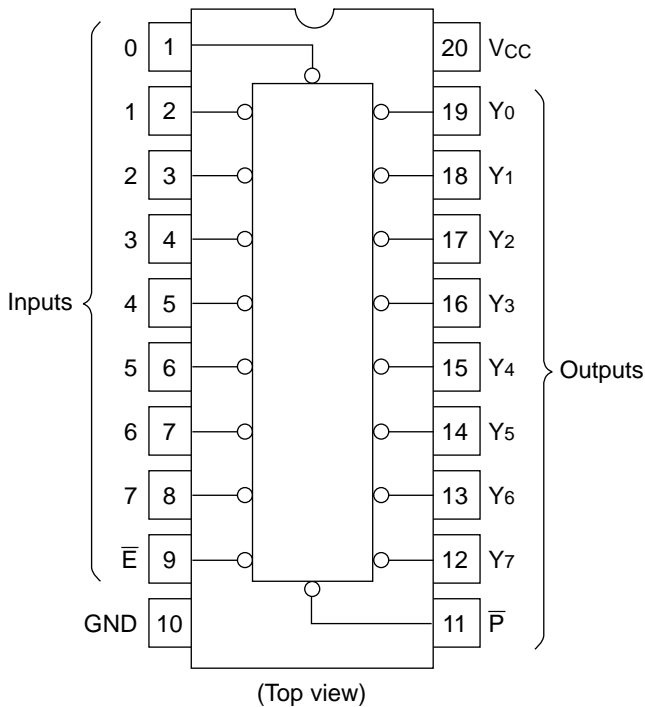 0 1 20 VCC
1 2 19 Y0
2 3 18 Y1
3 4 17 Y2
Inputs 4 5 16 Y3
5 6 15 Y4 Outputs
6 7 14 Y5
7 8 13 Y6
E̅ 9 12 Y7
GND 10 11 P̅
(Top view)